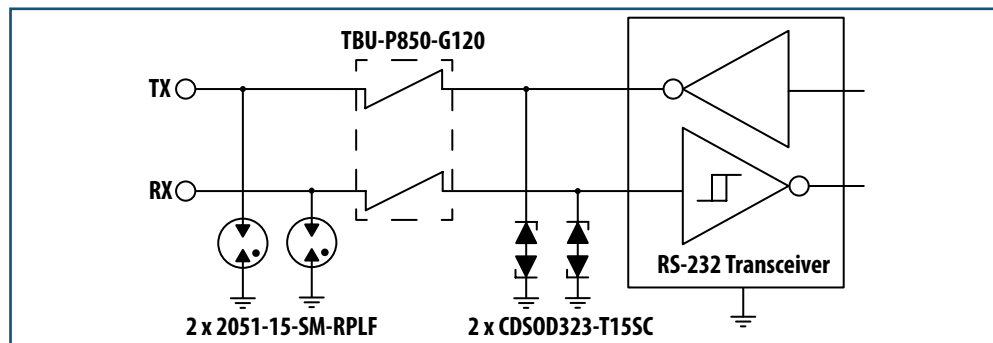 TBU-P850-G120
TX
RX
RS-232 Transceiver
2 x 2051-15-SM-RPLF
2 x CDSOD323-T15SC